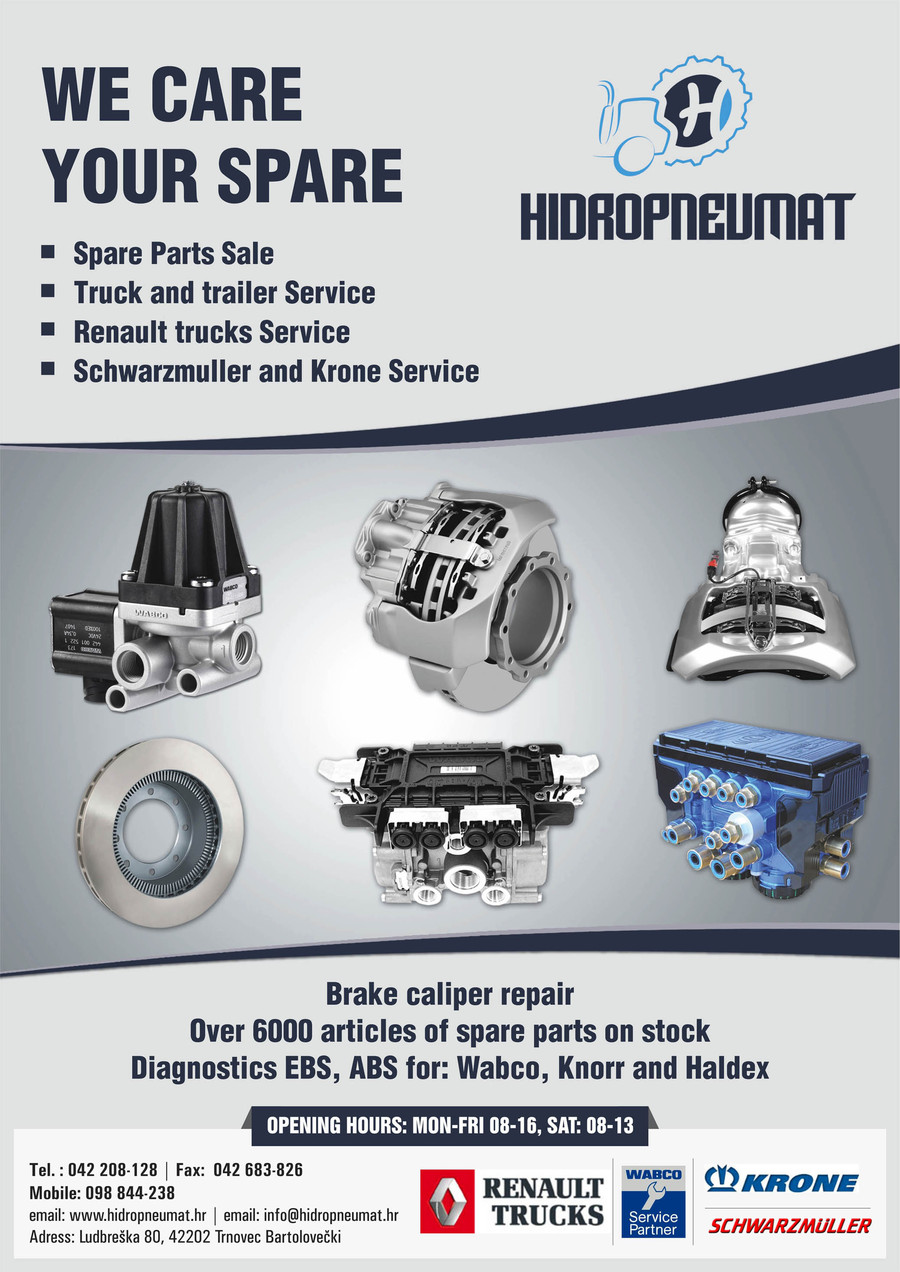 WE CARE
YOUR SPARE
H
HIDROPNEUMAT
Spare Parts Sale
Truck and trailer Service
Renault trucks Service
Schwarzmuller and Krone Service
WABCO
WABCO
Brake caliper repair
Over 6000 articles of spare parts on stock
Diagnostics EBS, ABS for: Wabco, Knorr and Haldex
OPENING HOURS: MON-FRI 08-16, SAT: 08-13
Tel. : 042 208-128 | Fax: 042 683-826
Mobile: 098 844-238
email: www.hidropneumat.hr | email: info@hidropneumat.hr
Adress: Ludbreška 80, 42202 Trnovec Bartolovečki
RENAULT
TRUCKS
WABCO
Service
Partner
KRONE
SCHWARZMÜLLER